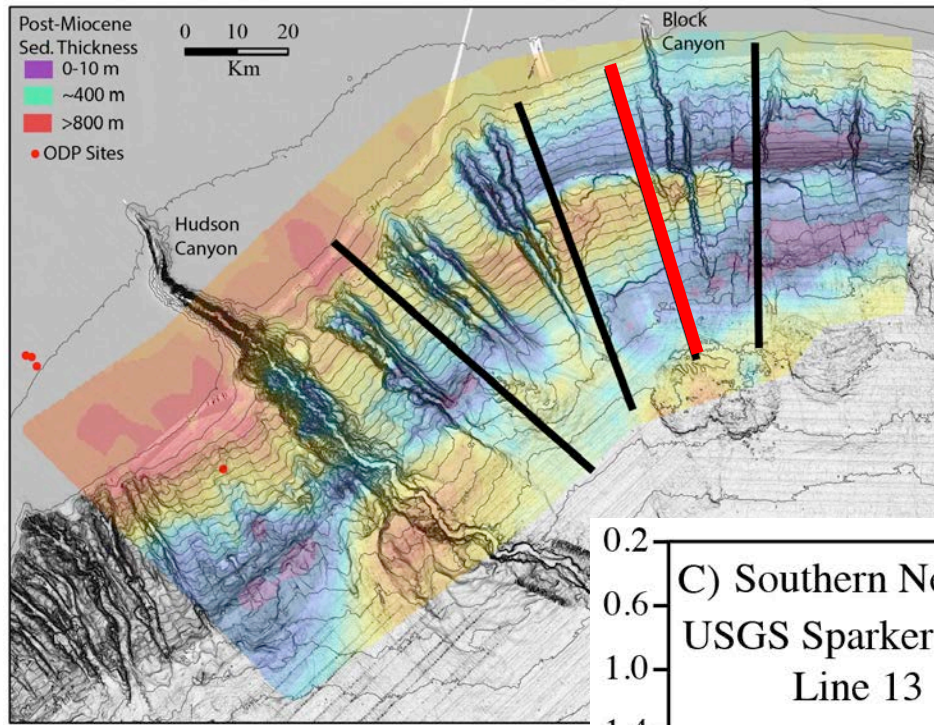 Post-Miocene
Sed. Thickness
0-10 m
~400 m
>800 m
ODP Sites
0 10 20
Km
Block
Canyon
Hudson
Canyon
0.2
0.6
1.0
C) Southern
USGS Sparker
Line 13